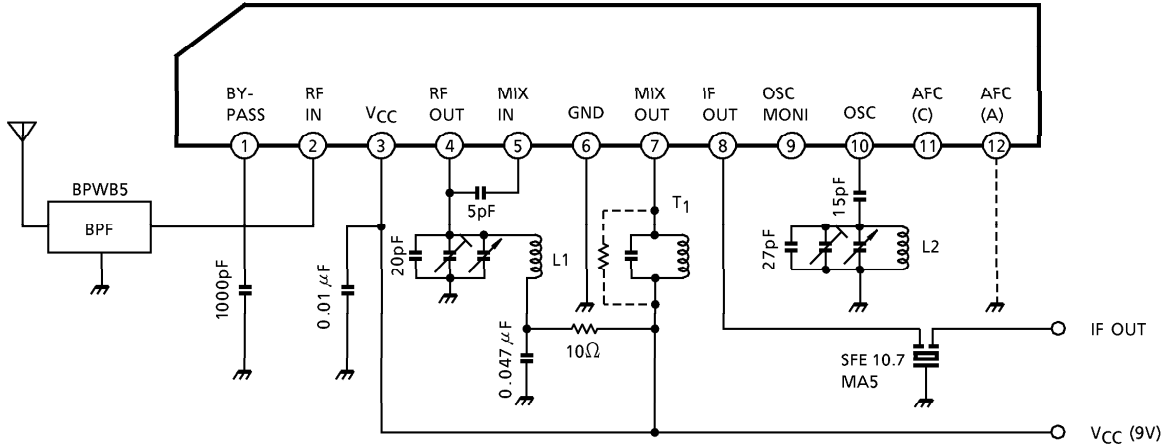 BY-
PASS
RF
IN
VCC
RF
OUT
MIX
IN
GND
MIX
OUT
IF
OUT
OSC
MONI
OSC
AFC
(C)
AFC
(A)
1
2
3
4
5
6
7
8
9
10
11
12
BPWB5
BPF
1000pF
0.01 μF
20pF
5pF
L1
0.047 μF
10Ω
T1
15pF
27pF
L2
SFE 10.7
MA5
IF OUT
VCC (9V)